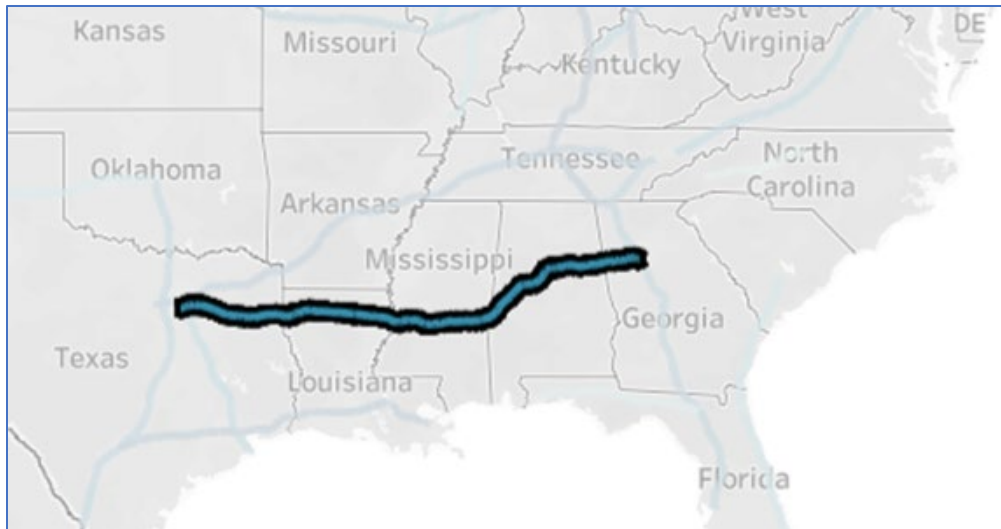 Kansas
Missouri
West
Virginia
DE
Kentucky
Oklahoma
Tennessee
North
Carolina
Arkansas
Mississippi
Georgia
Texas
Louisiana
Florida